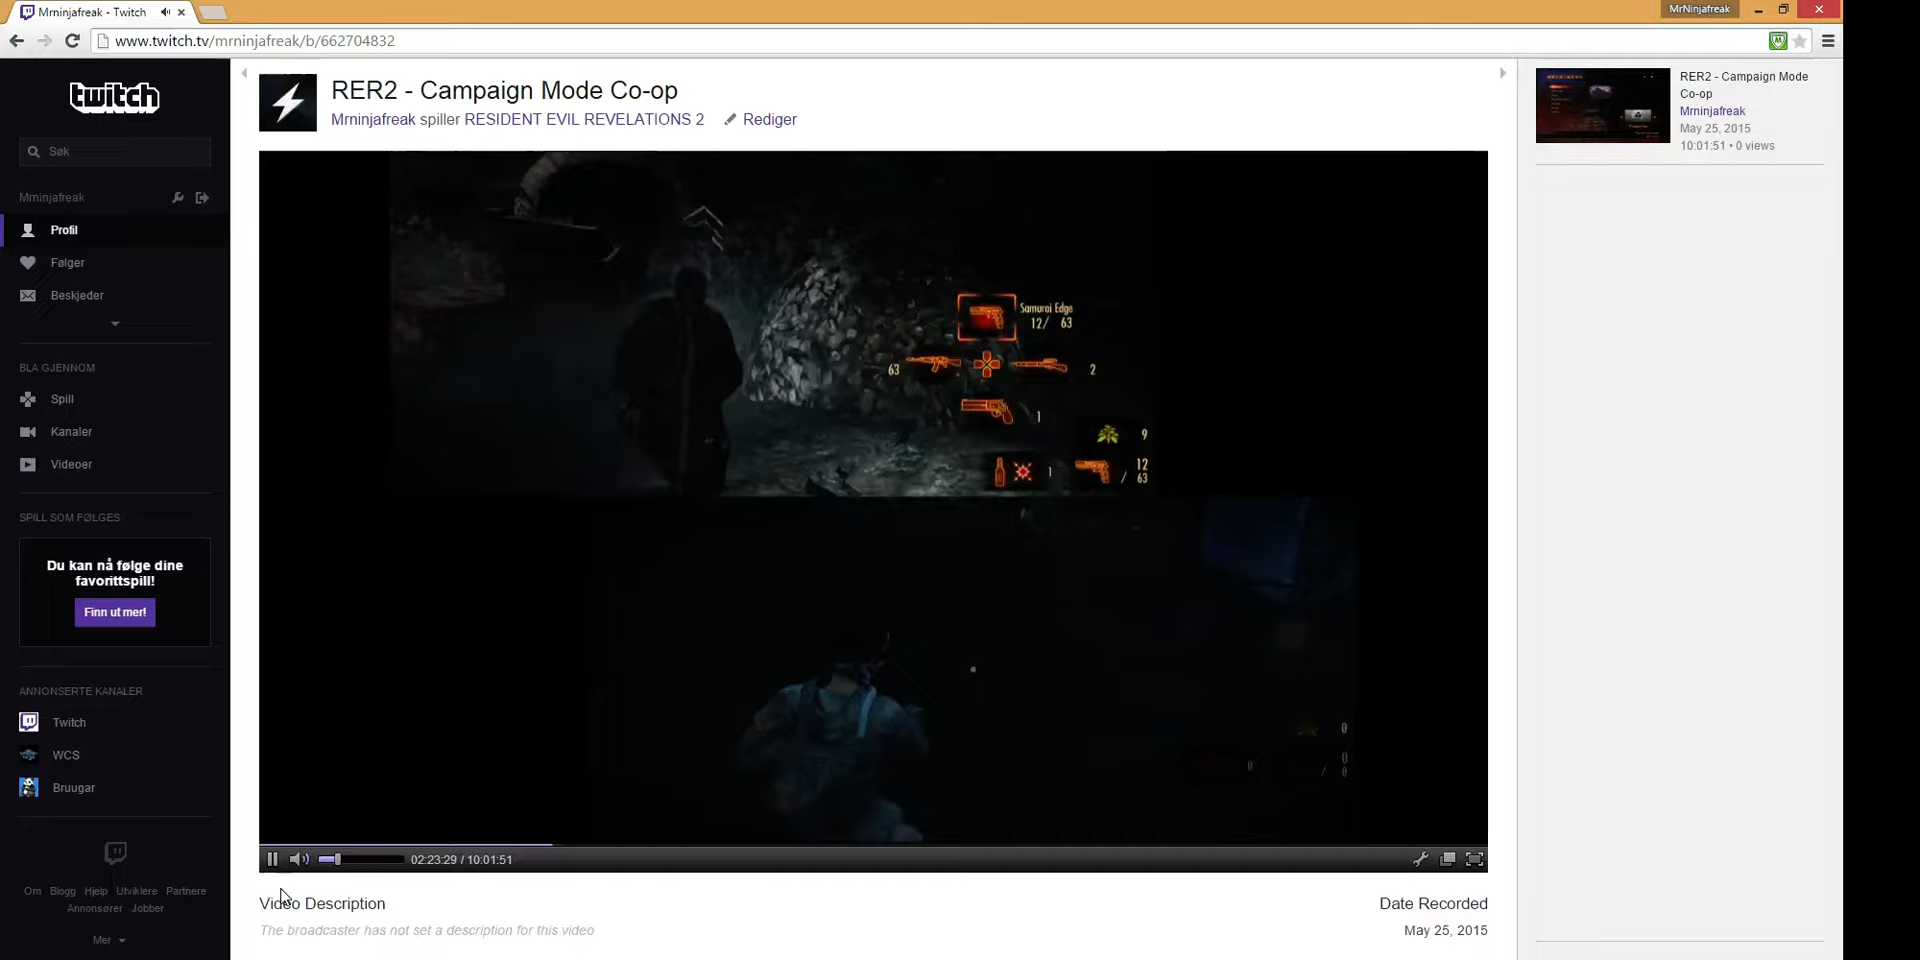 Mrninjafreak - Twitch
MrNinjafreak
www.twitch.tv/mrninjafreak/b/662704832
twitch
Søk
Mrninjafreak
Profil
Følger
Beskjeder
BLA GJENNOM
Spill
Kanaler
Videoer
SPILL SOM FØLGES
Du kan nå følge dine
favorittspill!
Finn ut mer!
ANNONSERTE KANALER
Twitch
WCS
Bruugar
Om Blogg Hjelp Utviklere Partnere
Annonsører Jobber
Mer
RER2 - Campaign Mode Co-op
Mrninjafreak spiller RESIDENT EVIL REVELATIONS 2 Rediger
Samurai Edge
12/ 63
63
2
1
9
1
12
/ 63
0
0
0
/ 0
02:23:29 / 10:01:51
Video Description
The broadcaster has not set a description for this video
Date Recorded
May 25, 2015
RER2 - Campaign Mode
Co-op
Mrninjafreak
May 25, 2015
10:01:51 • 0 views